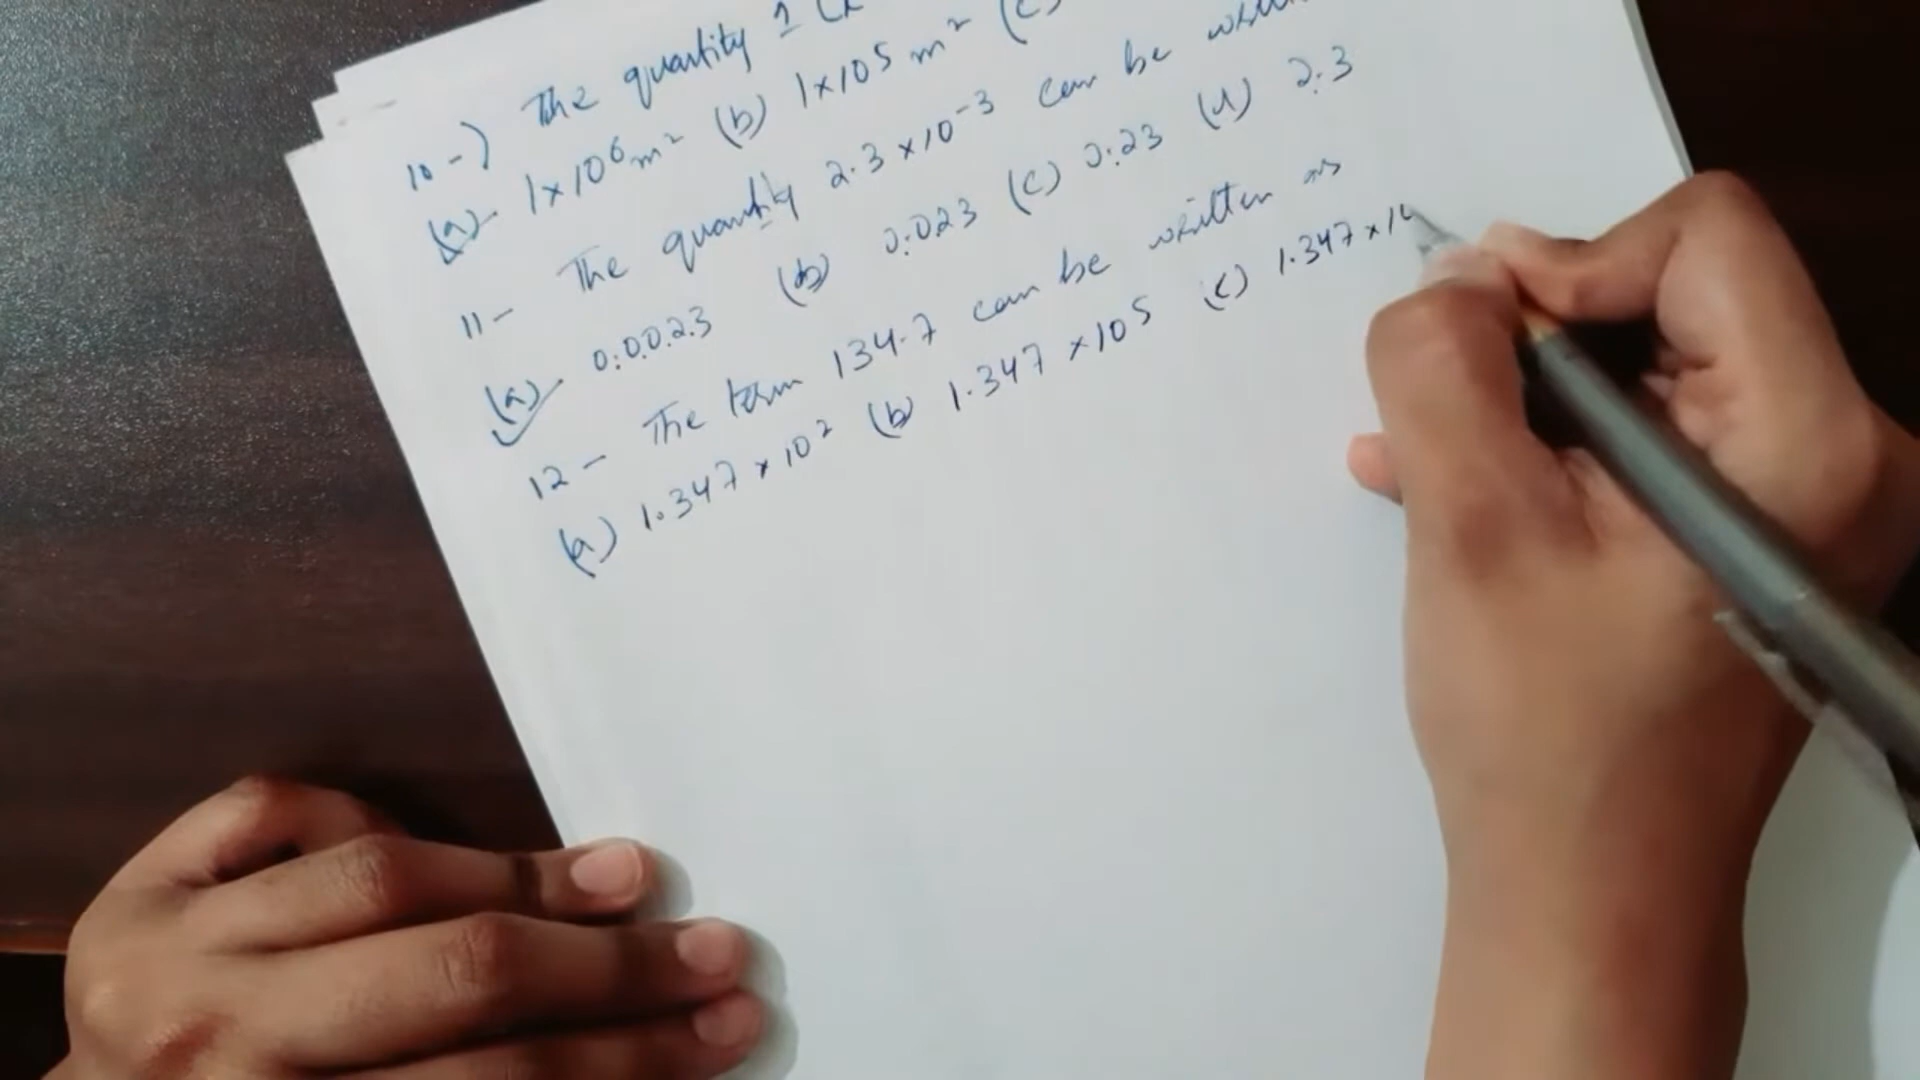 10-) The quantity 1 (
(a) 1×10⁶m² (b) 1×10⁵ m² (c)
11- The quantity 2.3×10⁻³ can be
(a) 0.0023 (b) 0.023 (c) 0.23 (d) 2.3
12- The term 134.7 can be written as
(a) 1.347×10² (b) 1.347×10⁵ (c) 1.347×1